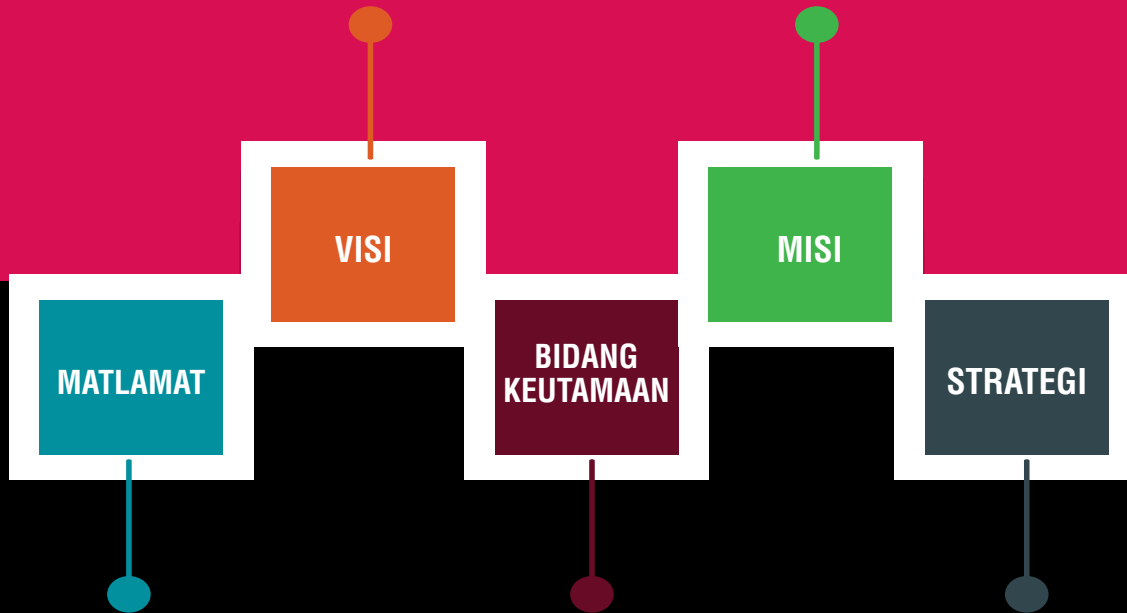 MATLAMAT
VISI
BIDANG
KEUTAMAAN
MISI
STRATEGI